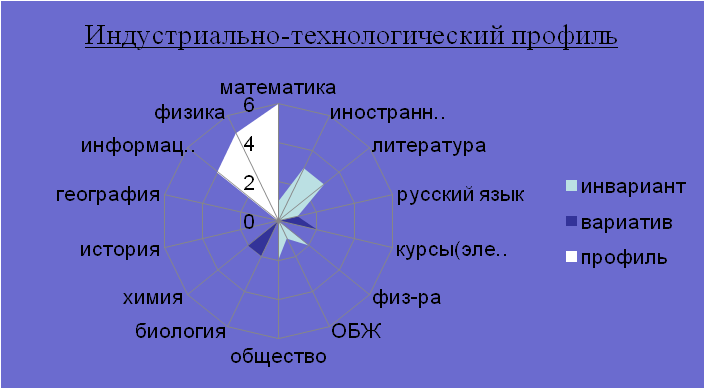 Индустриально-технологический профиль
математика
физика
6
иностранн..
информац..
4
литература
география
2
русский язык
0
история
курсы(эле..
химия
физ-ра
биология
ОБЖ
общество
инвариант
вариатив
профиль